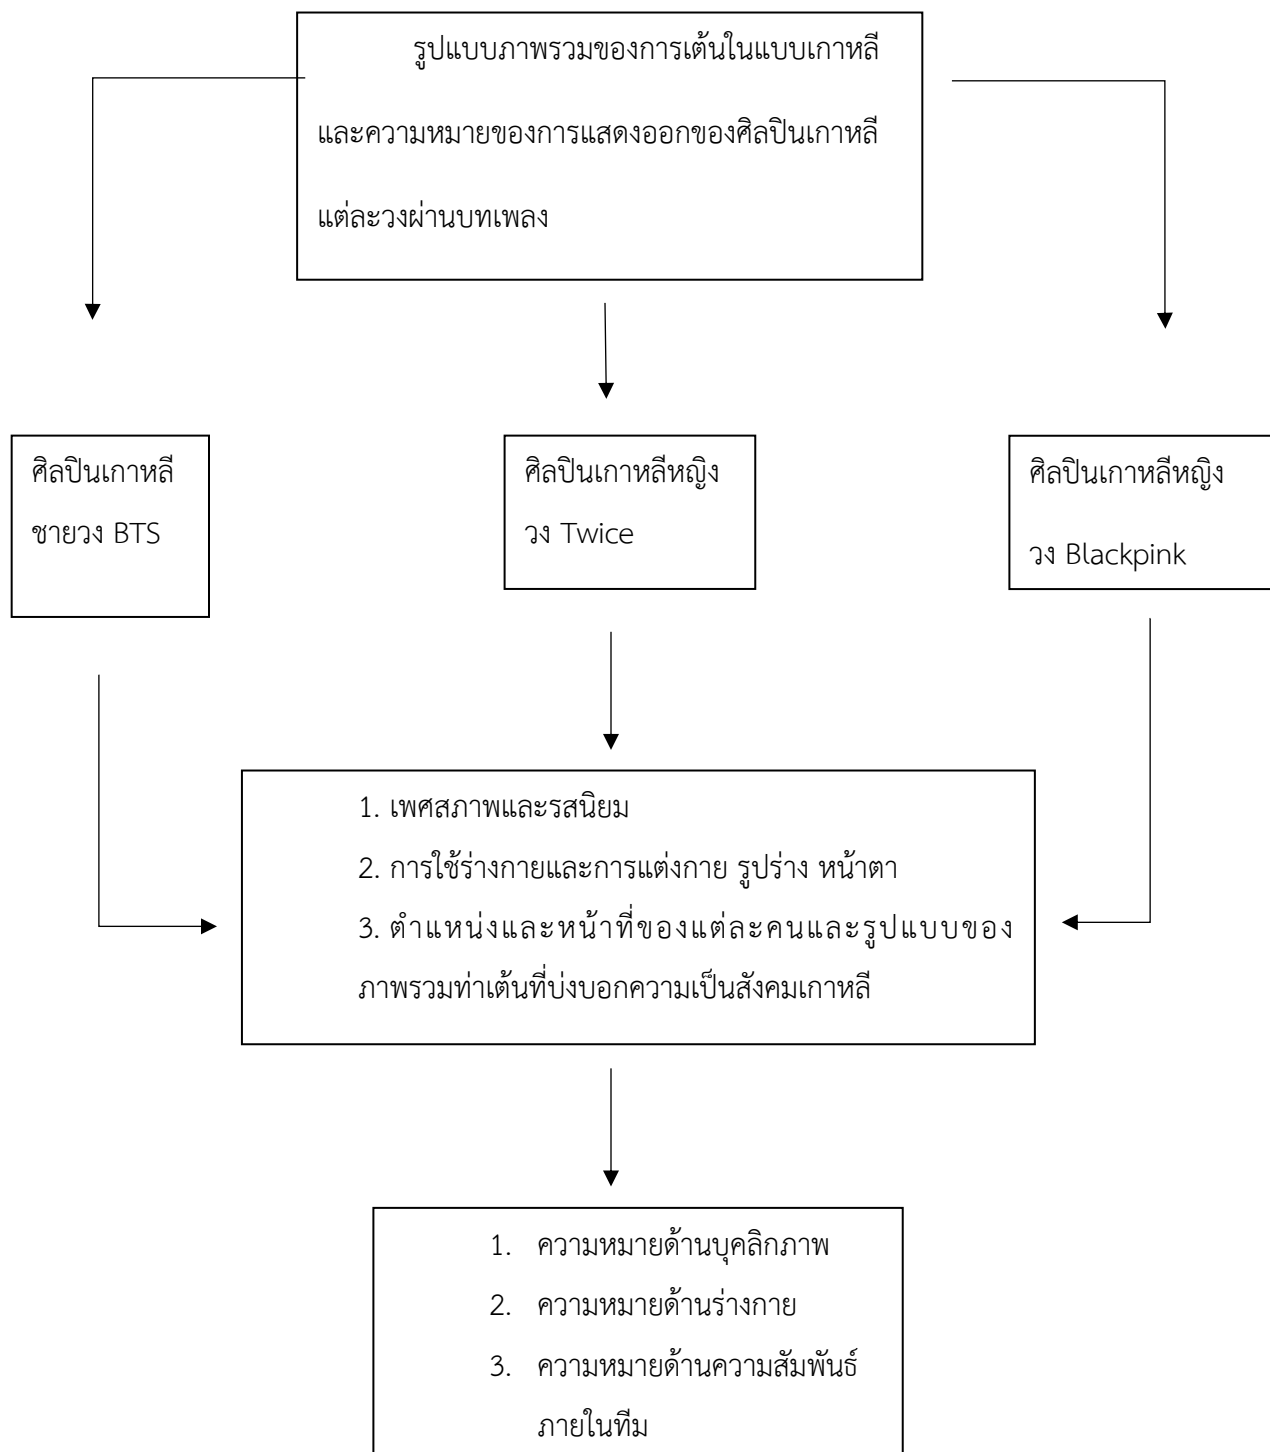 รูปแบบภาพรวมของการเต้นในแบบเกาหลี
และความหมายของการแสดงออกของศิลปินเกาหลี
แต่ละวงผ่านบทเพลง
ศิลปินเกาหลี
ชายวง BTS
ศิลปินเกาหลีหญิง
วง Twice
ศิลปินเกาหลีหญิง
วง Blackpink
1. เพศสภาพและรสนิยม
2. การใช้ร่างกายและการแต่งกาย รูปร่าง หน้าตา
3. ตำแหน่งและหน้าที่ของแต่ละคนและรูปแบบของ
ภาพรวมท่าเต้นที่บ่งบอกความเป็นสังคมเกาหลี
1. ความหมายด้านบุคลิกภาพ
2. ความหมายด้านร่างกาย
3. ความหมายด้านความสัมพันธ์
ภายในทีม